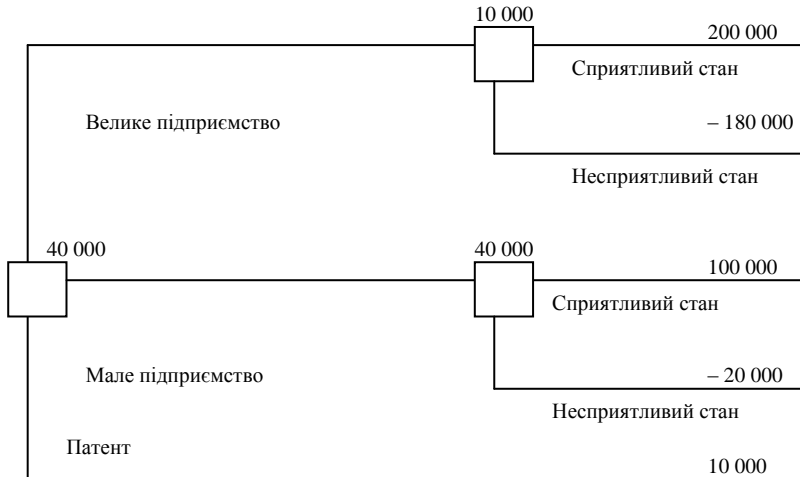 10 000
200 000
Сприятливий стан
Велике підприємство
– 180 000
Несприятливий стан
40 000
40 000
100 000
Сприятливий стан
Мале підприємство
– 20 000
Несприятливий стан
Патент
10 000